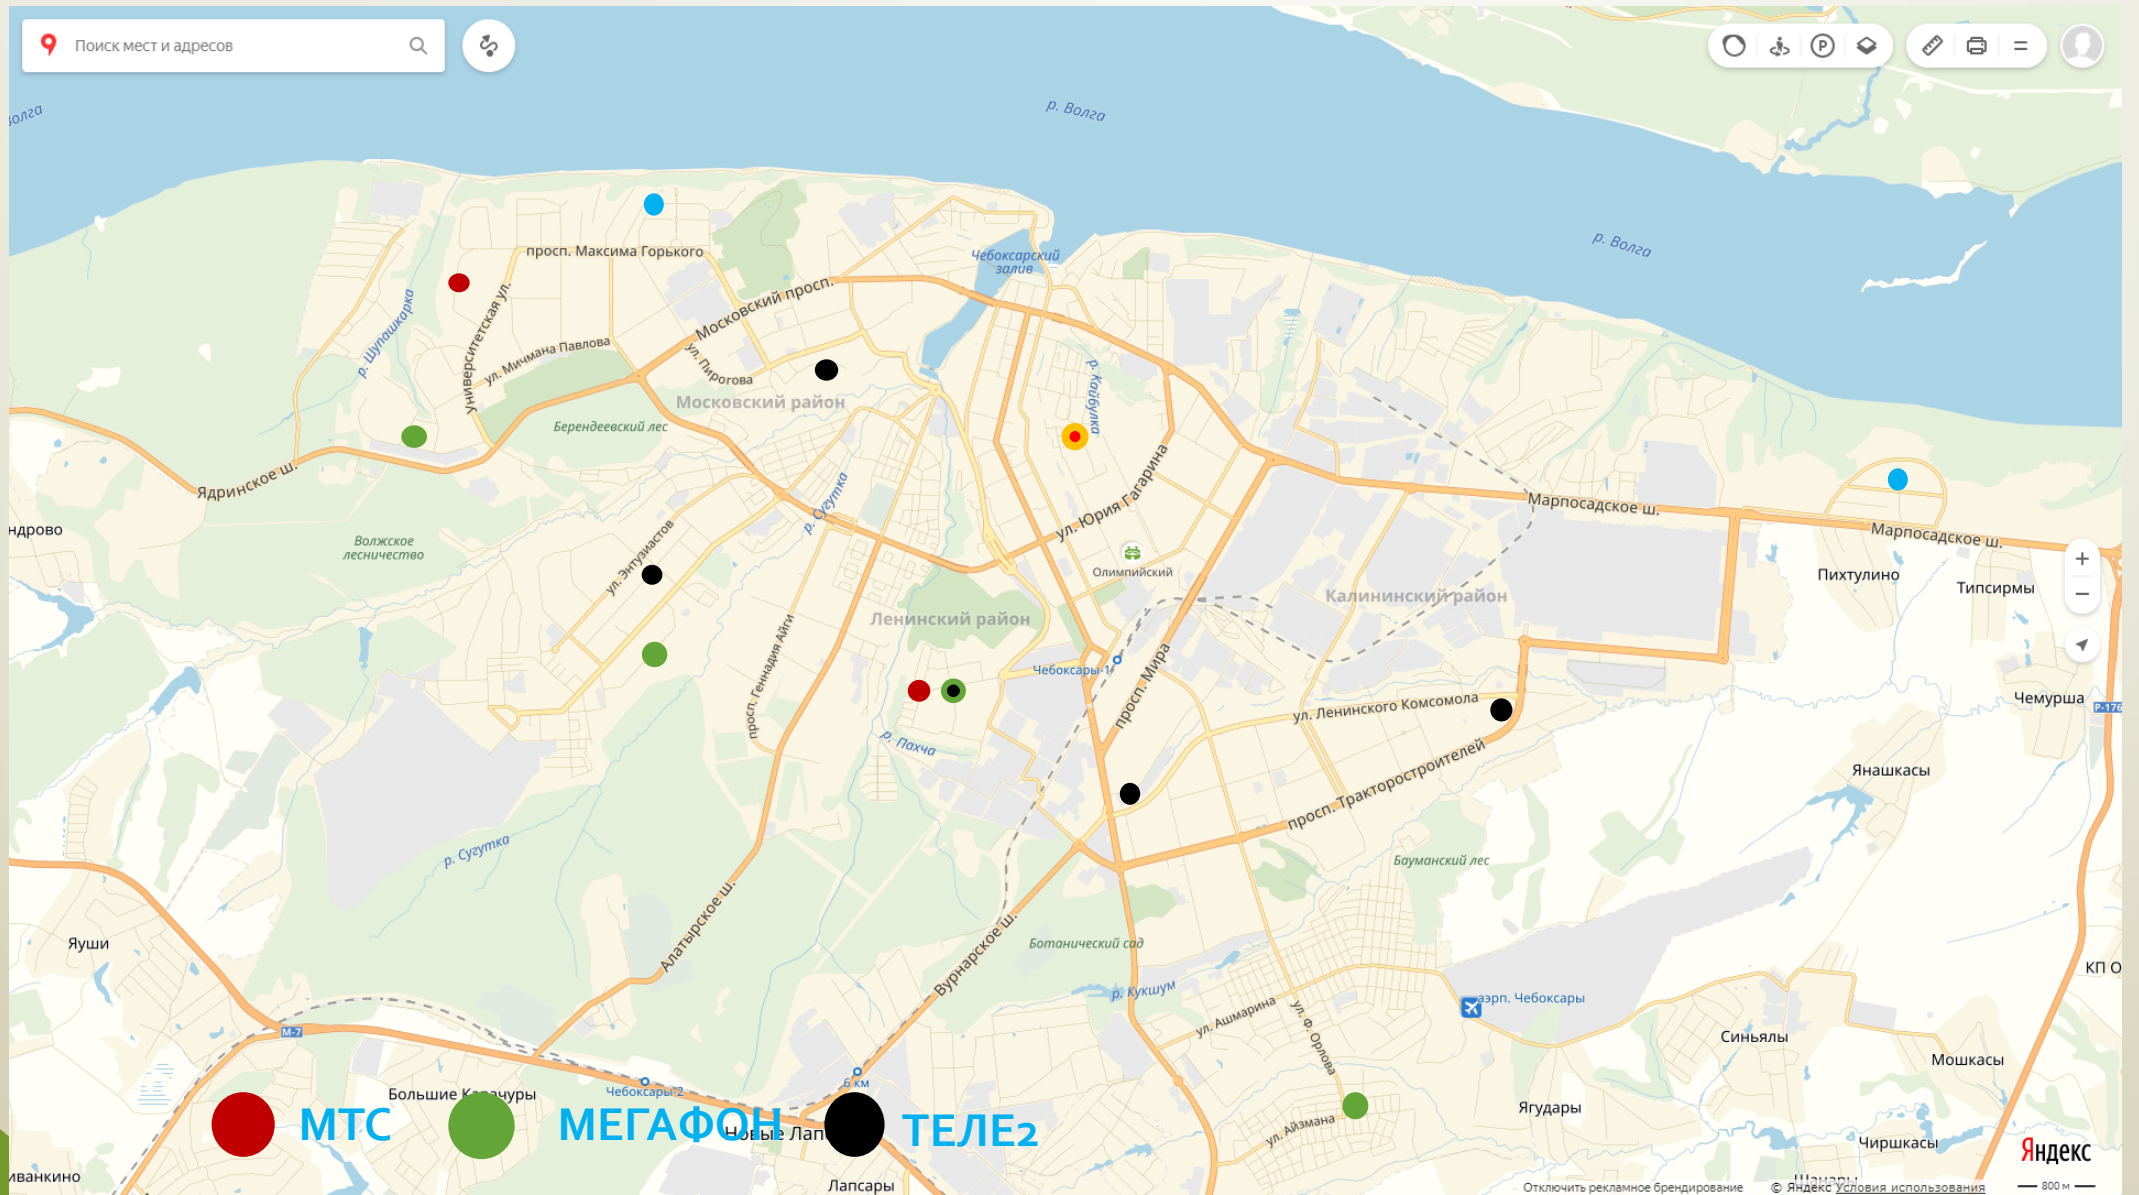 Поиск мест и адресов
р. Волга
р. Волга
просп. Максима Горького
Чебоксарский
залив
Московский просп.
р. Шупашкарка
Университетская ул.
ул. Мичмана Павлова
ул. Пирогова
Московский район
Берендеевский лес
р. Кайбулка
Ядринское ш.
ндрово
Волжское
лесничество
р. Сугутка
ул. Энтузиастов
ул. Юрия Гагарина
Олимпийский
Марпосадское ш.
Марпосадское ш.
Пихтулино
Типсирмы
Калининский район
Ленинский район
просп. Геннадия Айги
Чебоксары-1
просп. Мира
ул. Ленинского Комсомола
Чемурша
Р-176
р. Пахча
просп. Тракторостроителей
Янашкасы
р. Сугутка
Бауманский лес
Алатырское ш.
Яуши
Вурнарское ш.
Ботанический сад
КП О
р. Кукшум
аэрп. Чебоксары
ул. Ашмарина
ул. Ф. Орлова
М-7
Синьялы
Мошкасы
6 км
Чебоксары-2
Ягудары
ул. Айзмана
Чиршкасы
МТС
МЕГАФОН
ТЕЛЕ2
Яндекс
иванкино
Лапсары
Отключить рекламное брендирование
© Яндекс Условия использования
800 м